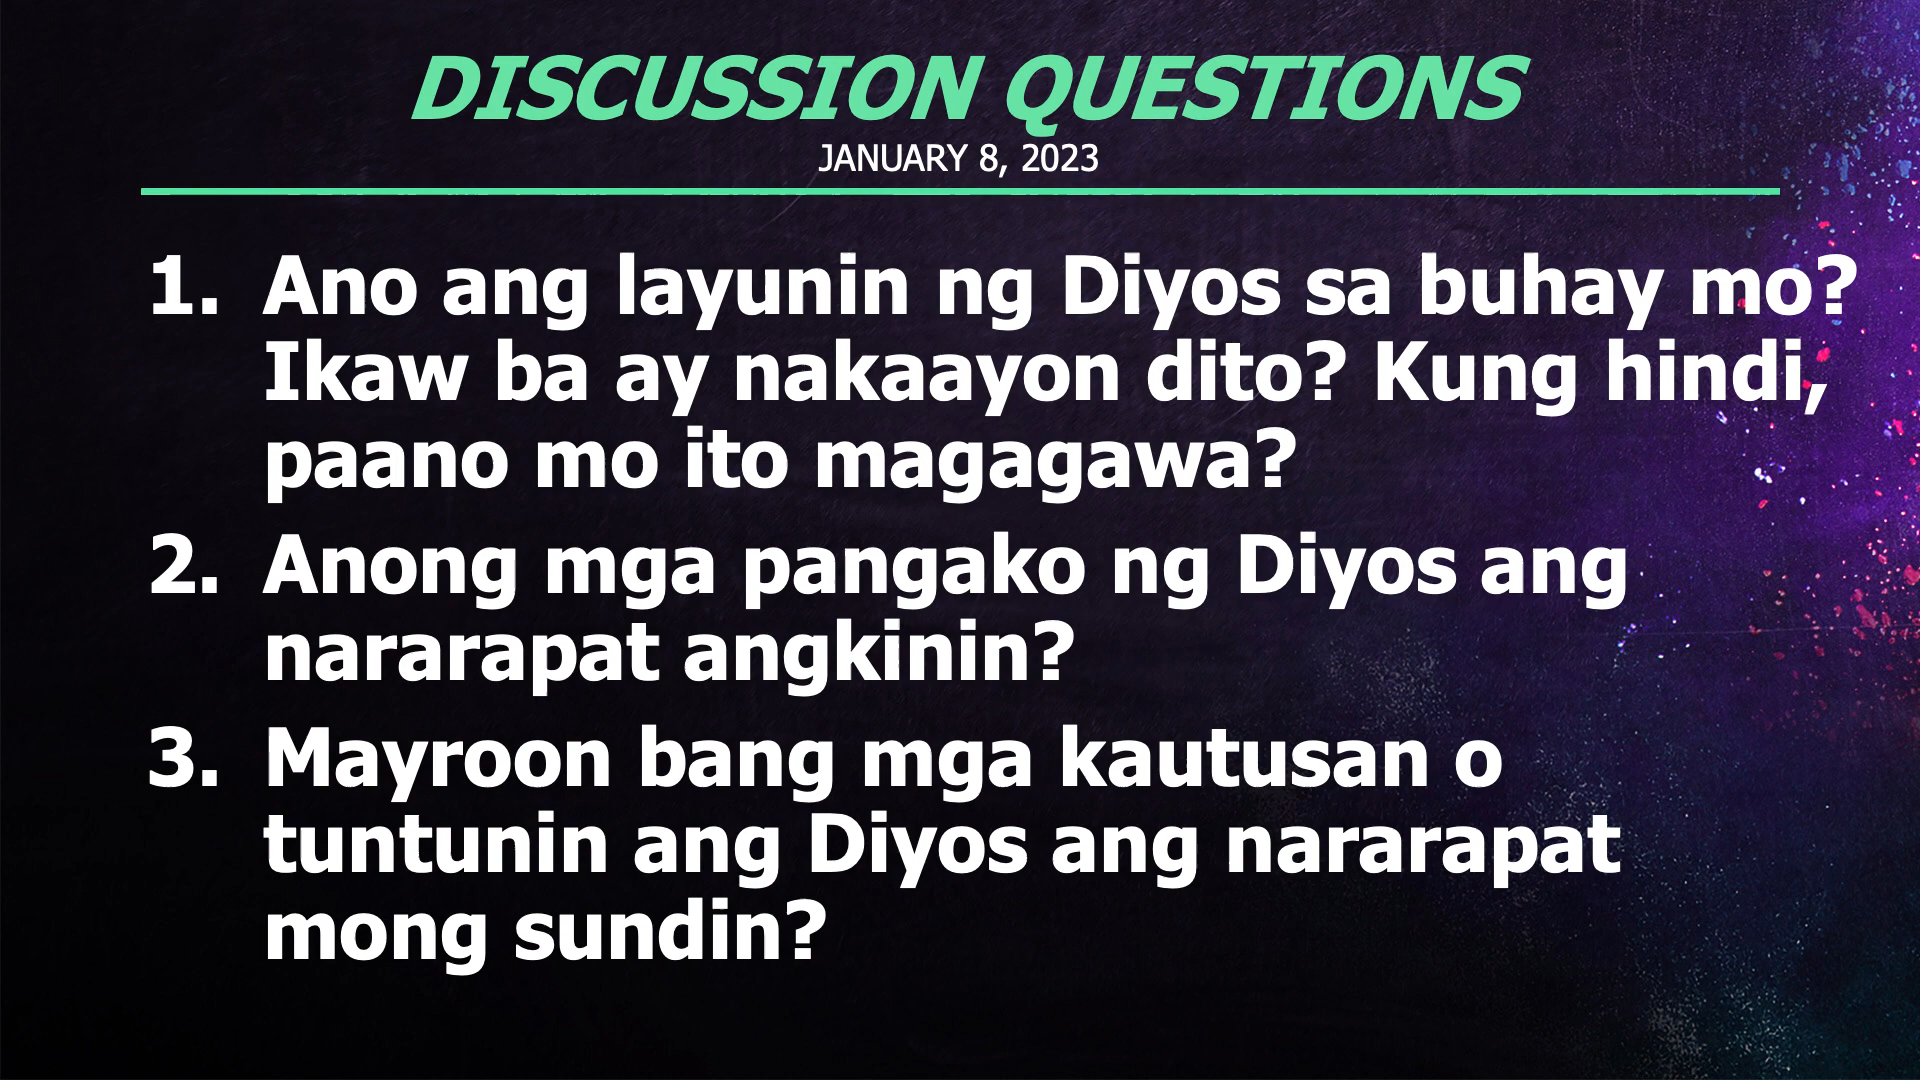 DISCUSSION QUESTIONS
JANUARY 8, 2023
1. Ano ang layunin ng Diyos sa buhay mo?
Ikaw ba ay nakaayon dito? Kung hindi,
paano mo ito magagawa?
2. Anong mga pangako ng Diyos ang
nararapat angkinin?
3. Mayroon bang mga kautusan o
tuntunin ang Diyos ang nararapat
mong sundin?